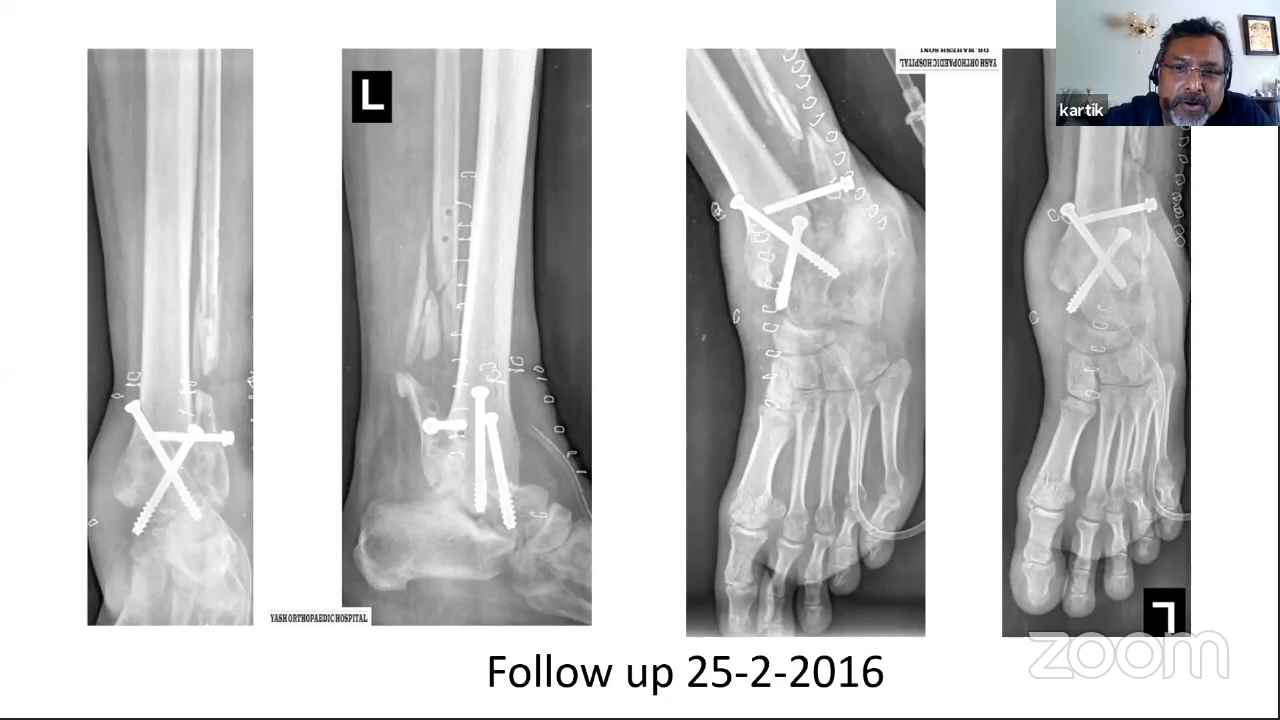 L
YASH ORTHOPAEDIC HOSPITAL
DR. MAHESH SONI
YASH ORTHOPAEDIC HOSPITAL
kartik
L
Follow up 25-2-2016
zoom